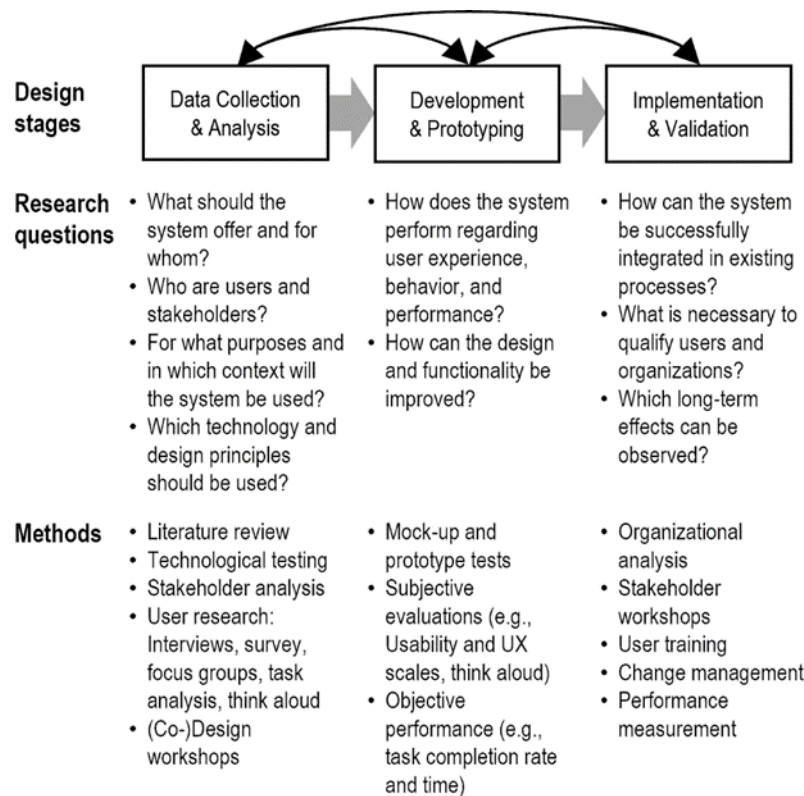 Design
stages
Data Collection
& Analysis
Development
& Prototyping
Implementation
& Validation
Research
questions
• What should the
system offer and for
whom?
• Who are users and
stakeholders?
• For what purposes and
in which context will
the system be used?
• Which technology and
design principles
should be used?
• How does the system
perform regarding
user experience,
behavior, and
performance?
• How can the design
and functionality be
improved?
• How can the system
be successfully
integrated in existing
processes?
• What is necessary to
qualify users and
organizations?
• Which long-term
effects can be
observed?
Methods
• Literature review
• Technological testing
• Stakeholder analysis
• User research:
Interviews, survey,
focus groups, task
analysis, think aloud
• (Co-)Design
workshops
• Mock-up and
prototype tests
• Subjective
evaluations (e.g.,
Usability and UX
scales, think aloud)
• Objective
performance (e.g.,
task completion rate
and time)
• Organizational
analysis
• Stakeholder
workshops
• User training
• Change management
• Performance
measurement